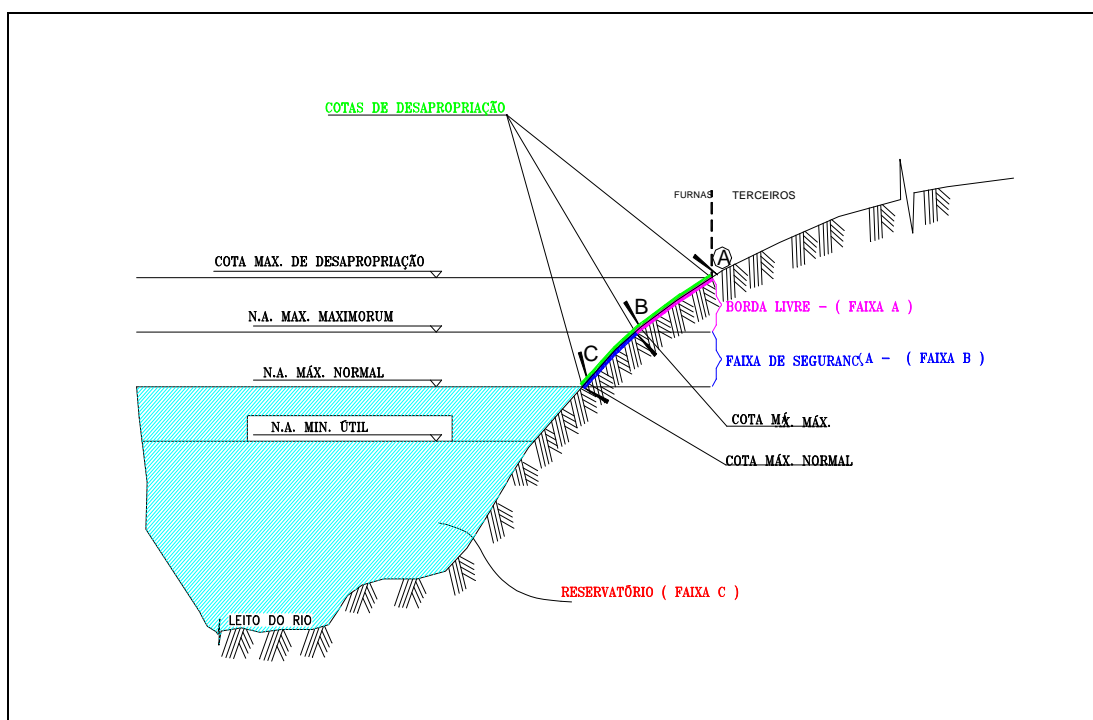 COTAS DE DESAPROPRIAÇÃO
FURNAS
TERCEIROS
A
COTA MAX. DE DESAPROPRIAÇÃO
B
BORDA LIVRE - ( FAIXA A )
N.A. MAX. MAXIMORUM
C
FAIXA DE SEGURANÇA - ( FAIXA B )
N.A. MÁX. NORMAL
COTA MÁX. MÁX.
N.A. MIN. ÚTIL
COTA MÁX. NORMAL
RESERVATÓRIO ( FAIXA C )
LEITO DO RIO